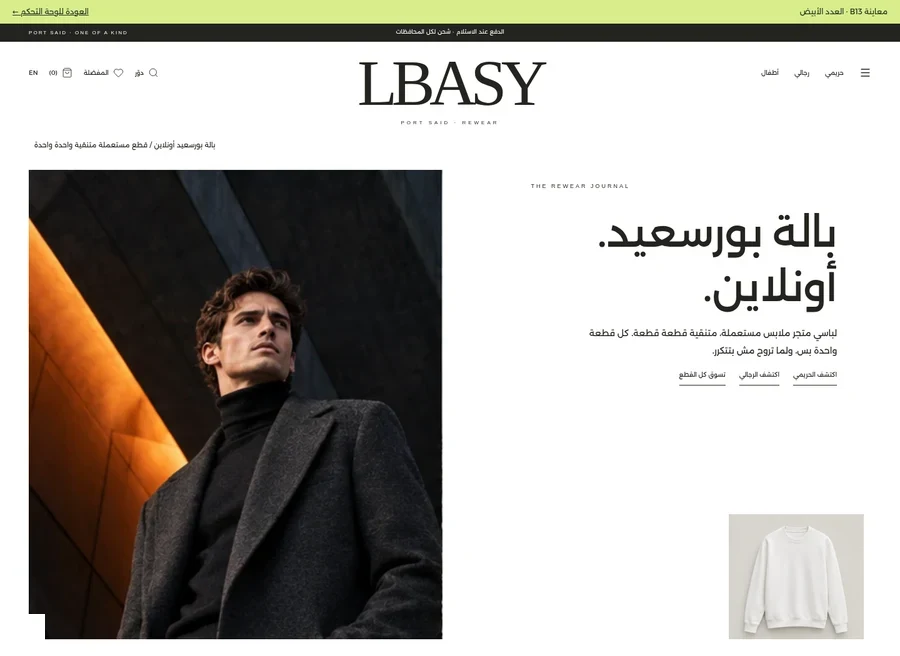 معاينة B13 · العدد الأبيض
العودة للوحة التحكم ←
الدفع عند الاستلام · شحن لكل المحافظات
PORT SAID · ONE OF A KIND
حريمي
رجالي
أطفال
LBASY
PORT SAID · REWEAR
دوّر
المفضلة
(0)
EN
بالة بورسعيد أونلاين / قطع مستعملة متنقية واحدة واحدة
THE REWEAR JOURNAL
بالة بورسعيد.
أونلاين.
لباسي متجر ملابس مستعملة، متنقية قطعة قطعة. كل قطعة
واحدة بس، ولما تروح مش بتتكرر.
اكتشف الحريمي
اكتشف الرجالي
تسوق كل القطع